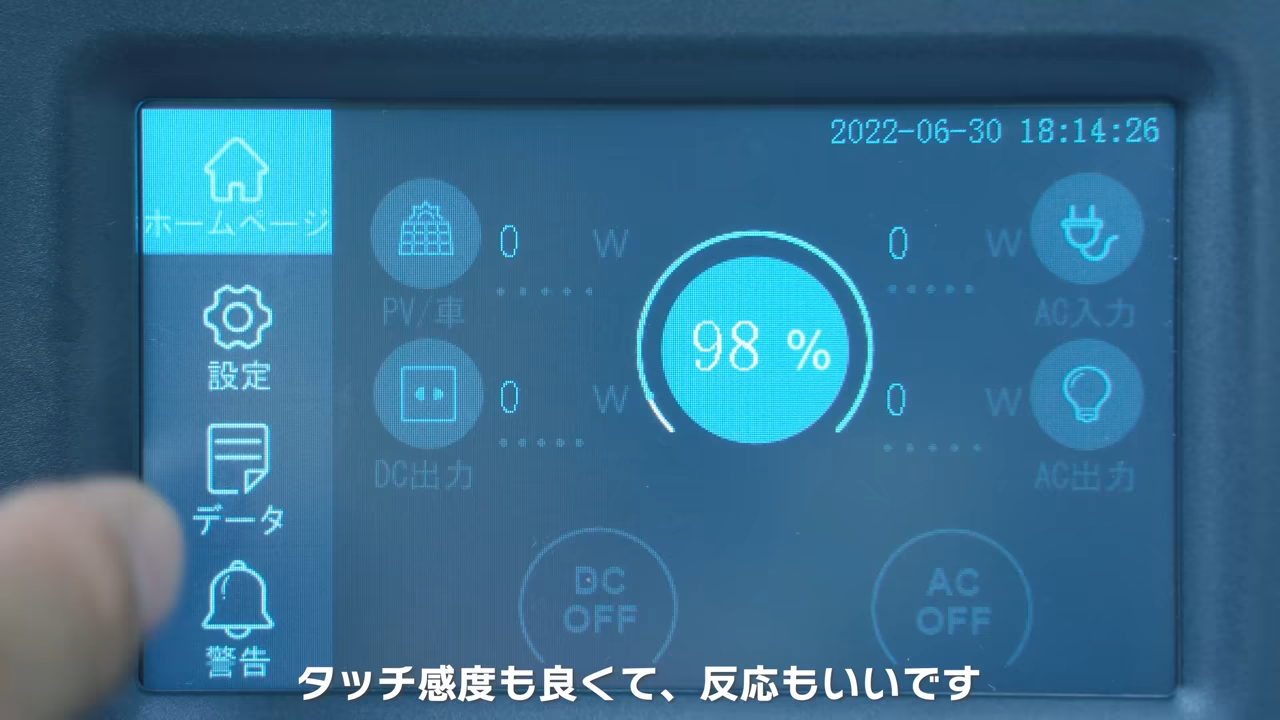 2022-06-30 18:14:26
ホームページ
設定
データ
警告
0 W
PV/車
0 W
DC出力
98 %
0 W
AC入力
0 W
AC出力
DC
OFF
AC
OFF
タッチ感度も良くて、反応もいいです